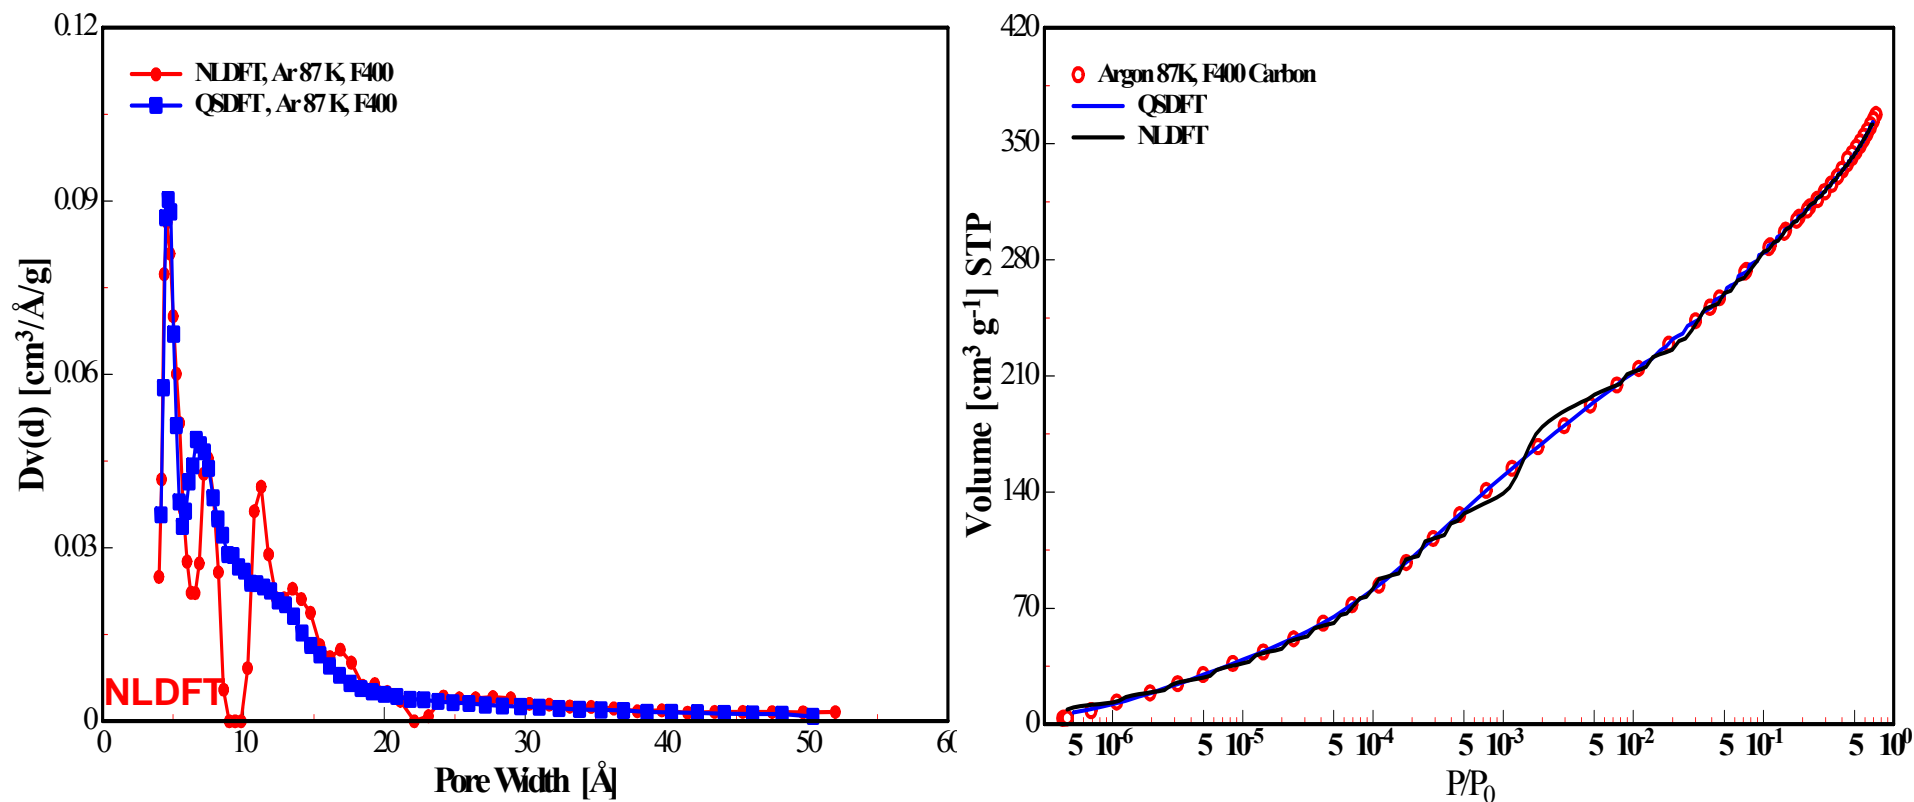 0.12
0.09
0.06
0.03
0
Dv(d) [cm³/Å/g]
NLDFT, Ar 87 K, F400
QSDFT, Ar 87 K, F400
NLDFT
0 10 20 30 40 50 60
Pore Width [Å]
420
350
280
210
140
70
0
Volume [cm³ g⁻¹] STP
Argon 87K, F400 Carbon
QSDFT
NLDFT
5 10⁻⁶ 5 10⁻⁵ 5 10⁻⁴ 5 10⁻³ 5 10⁻² 5 10⁻¹ 5 10⁰
P/P₀